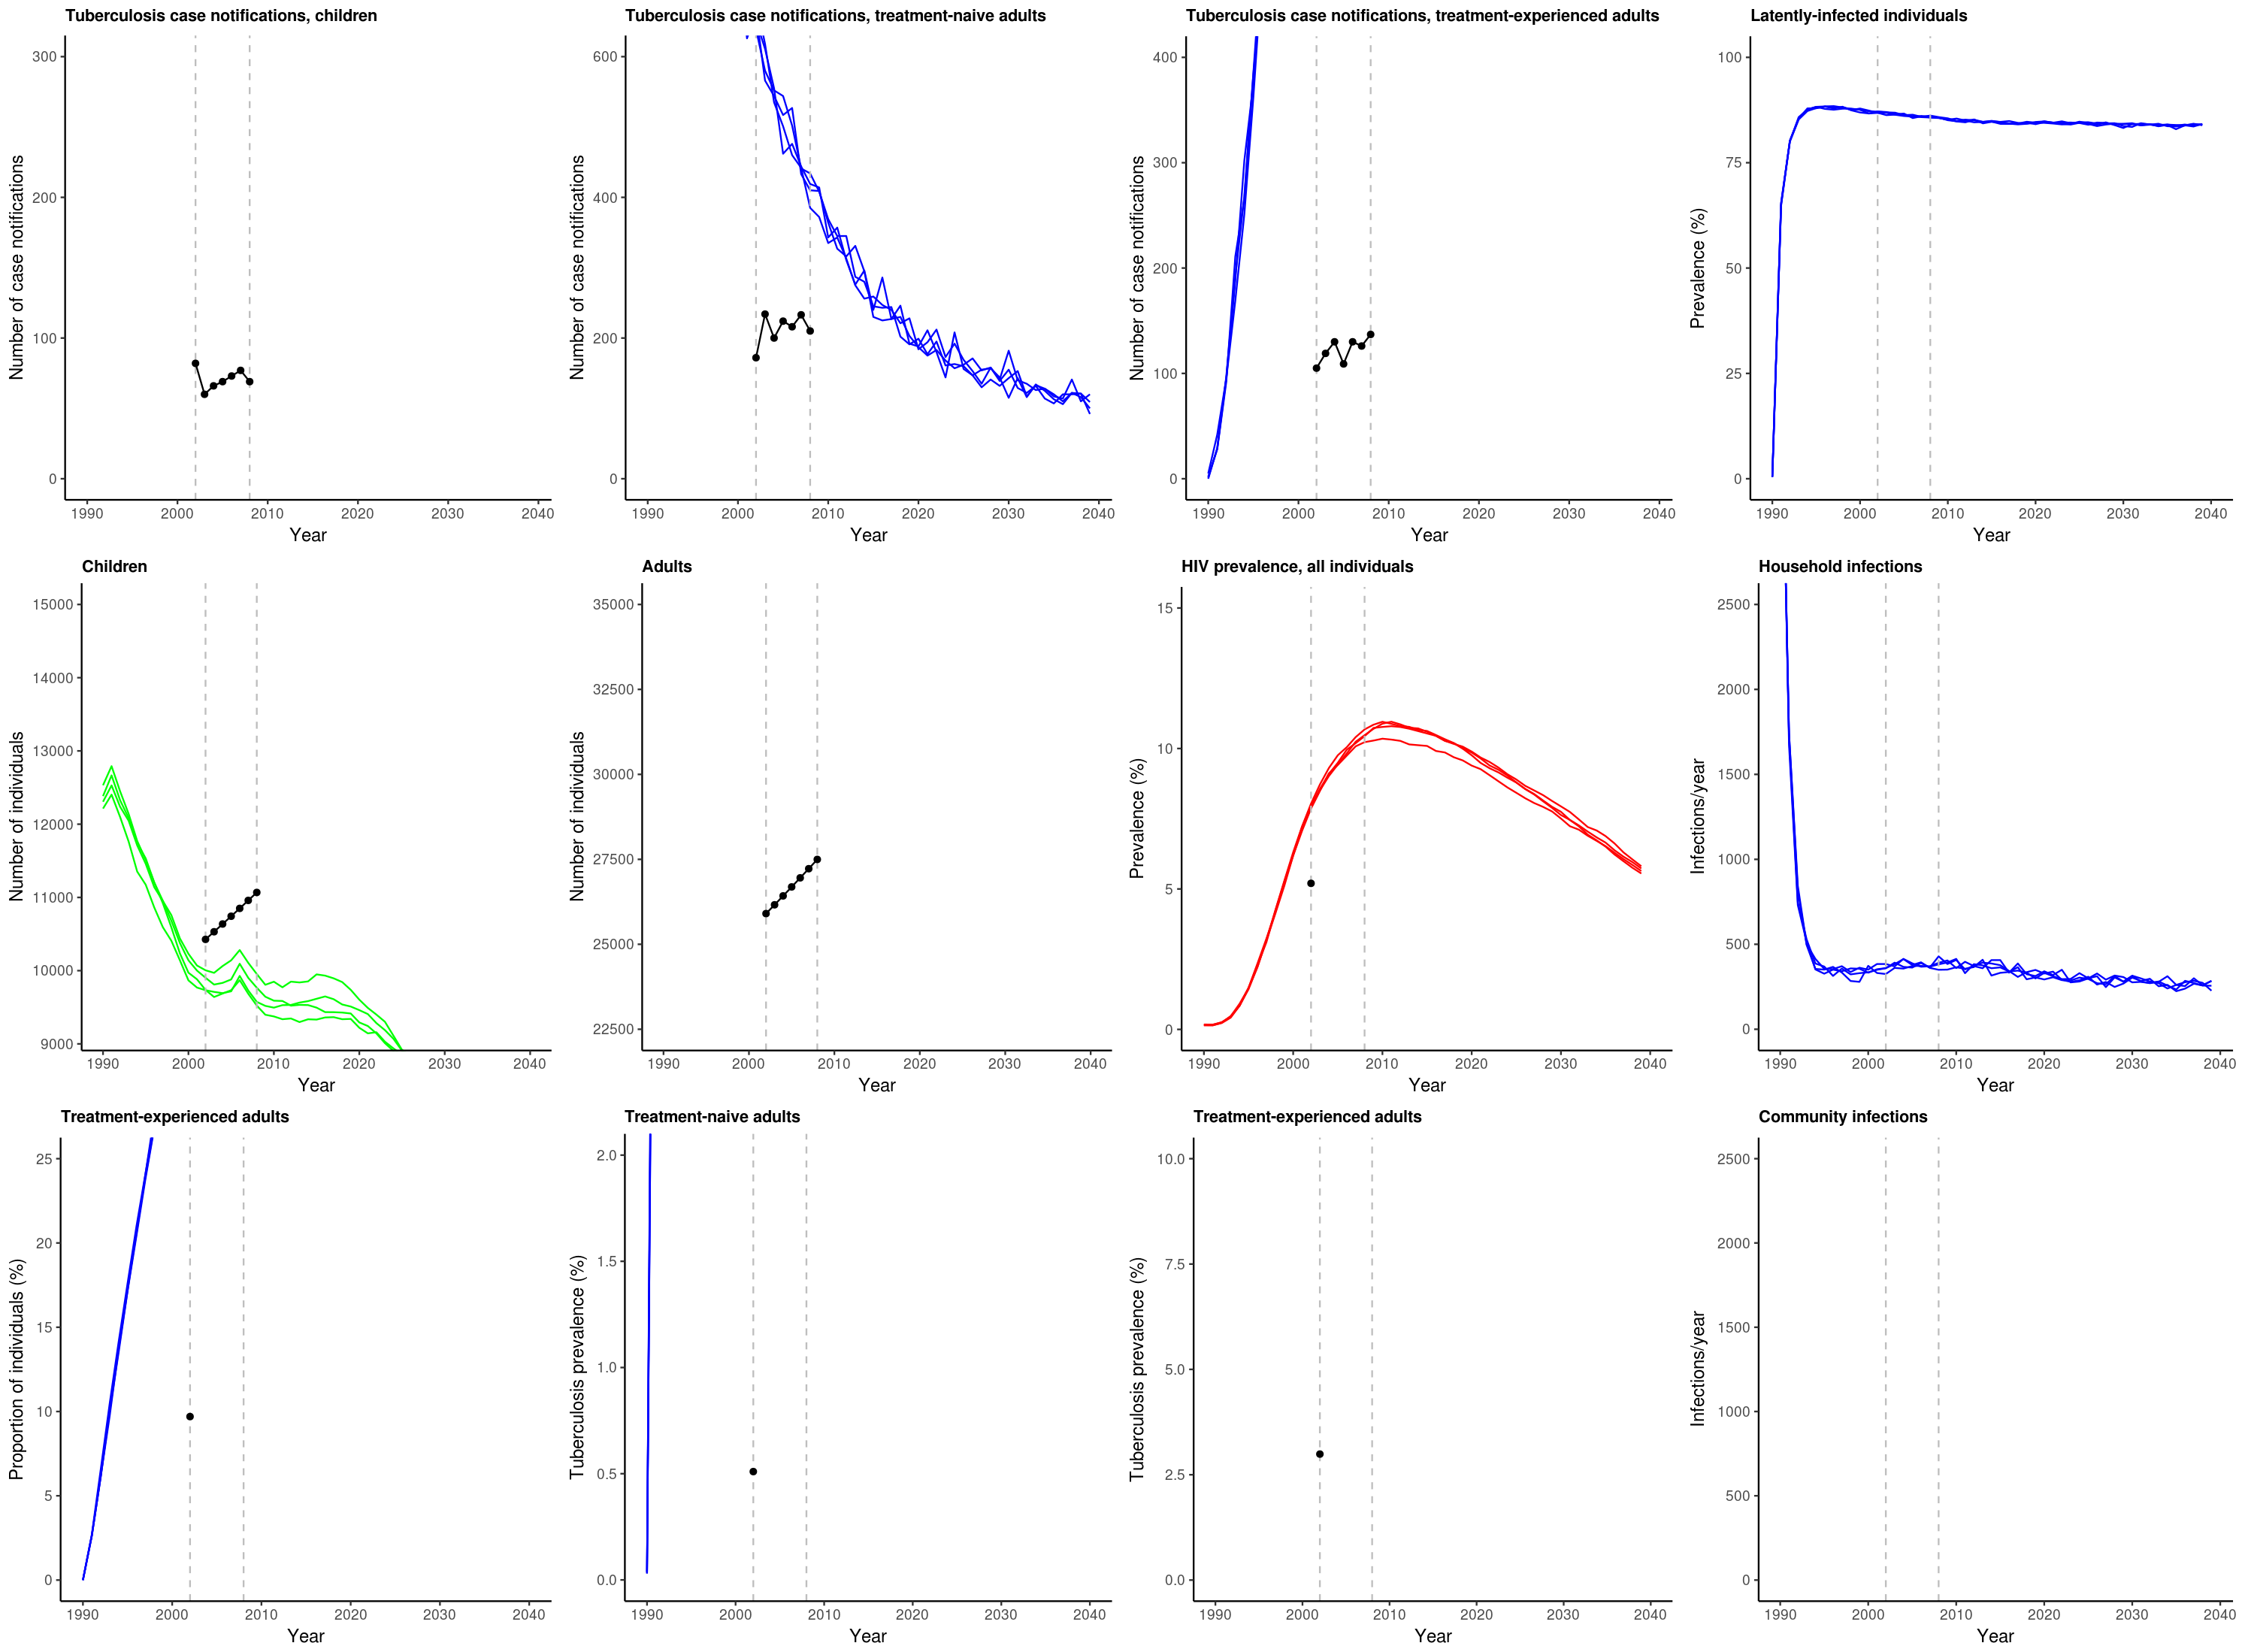 Tuberculosis case notifications, children
Number of case notifications
300
200
100
0
1990 2000 2010 2020 2030 2040
Year
Tuberculosis case notifications, treatment-naive adults
Number of case notifications
600
400
200
0
1990 2000 2010 2020 2030 2040
Year
Tuberculosis case notifications, treatment-experienced adults
Number of case notifications
400
300
200
100
0
1990 2000 2010 2020 2030 2040
Year
Latently-infected individuals
Prevalence (%)
100
75
50
25
0
1990 2000 2010 2020 2030 2040
Year
Children
Number of individuals
15000
14000
13000
12000
11000
10000
9000
1990 2000 2010 2020 2030 2040
Year
Adults
Number of individuals
35000
32500
30000
27500
25000
22500
1990 2000 2010 2020 2030 2040
Year
HIV prevalence, all individuals
Prevalence (%)
15
10
5
0
1990 2000 2010 2020 2030 2040
Year
Household infections
Infections/year
2500
2000
1500
1000
500
0
1990 2000 2010 2020 2030 2040
Year
Treatment-experienced adults
Proportion of individuals (%)
25
20
15
10
5
0
1990 2000 2010 2020 2030 2040
Year
Treatment-naive adults
Tuberculosis prevalence (%)
2.0
1.5
1.0
0.5
0.0
1990 2000 2010 2020 2030 2040
Year
Treatment-experienced adults
Tuberculosis prevalence (%)
10.0
7.5
5.0
2.5
0.0
1990 2000 2010 2020 2030 2040
Year
Community infections
Infections/year
2500
2000
1500
1000
500
0
1990 2000 2010 2020 2030 2040
Year